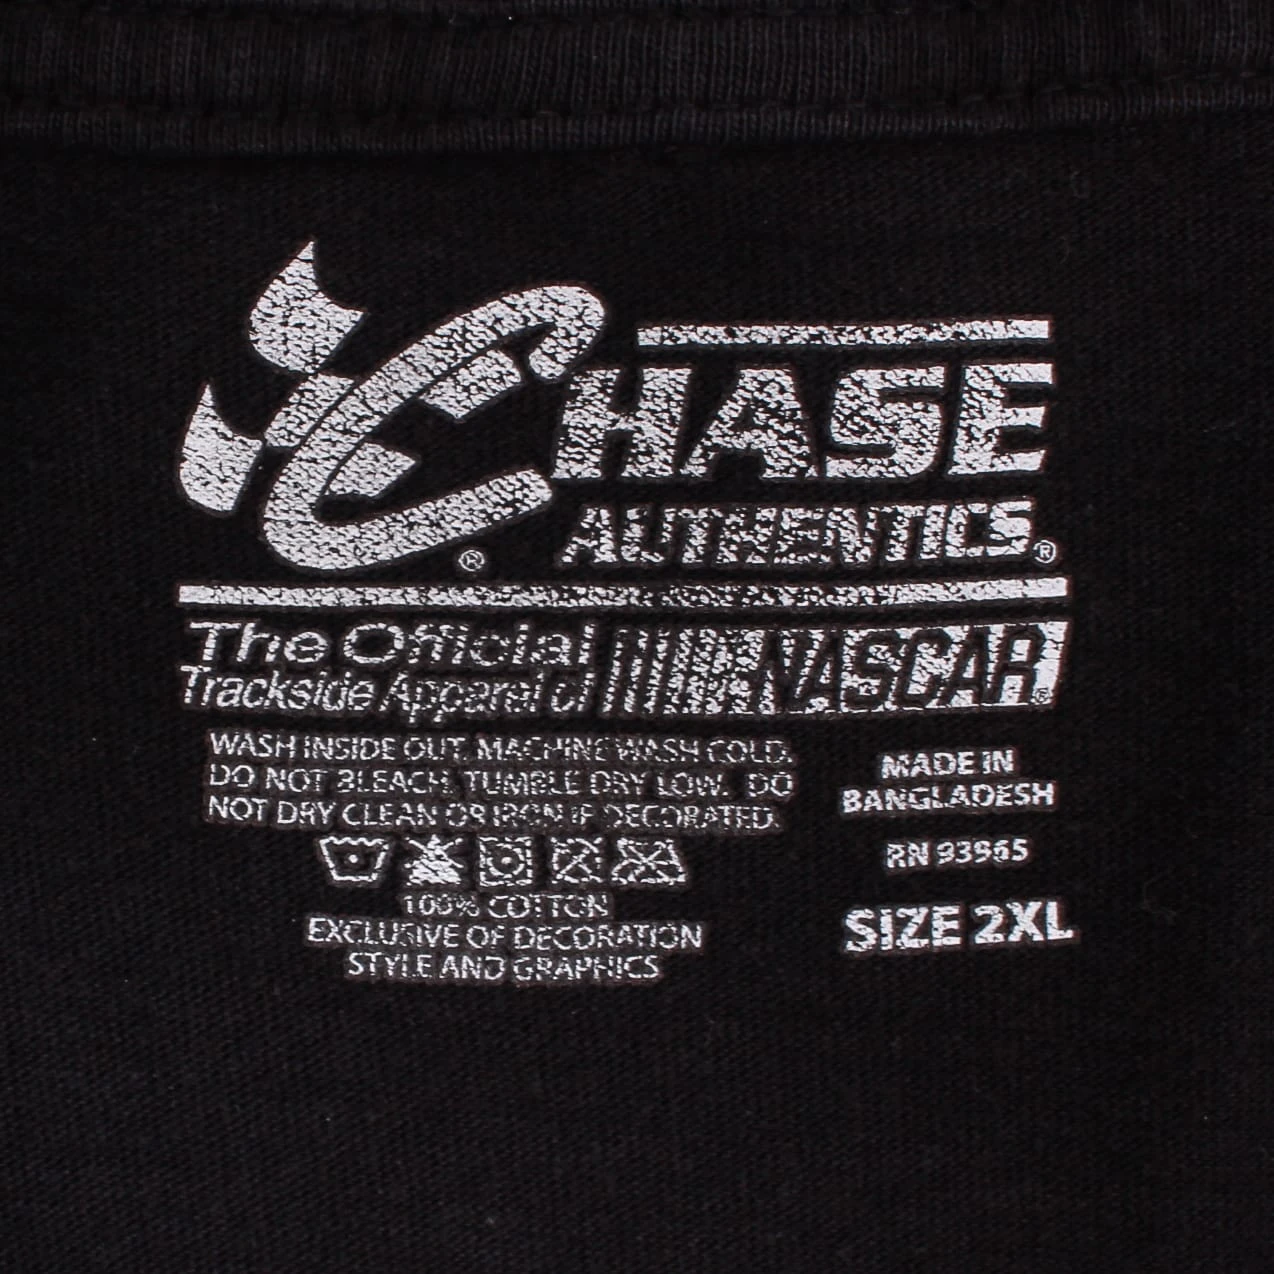 CHASE
AUTHENTICS®
®
The Official
Trackside Apparel of NASCAR®
WASH INSIDE OUT. MACHINE WASH COLD.
DO NOT BLEACH. TUMBLE DRY LOW. DO
NOT DRY CLEAN OR IRON IF DECORATED.
100% COTTON
EXCLUSIVE OF DECORATION
STYLE AND GRAPHICS
MADE IN
BANGLADESH
RN 93965
SIZE 2XL